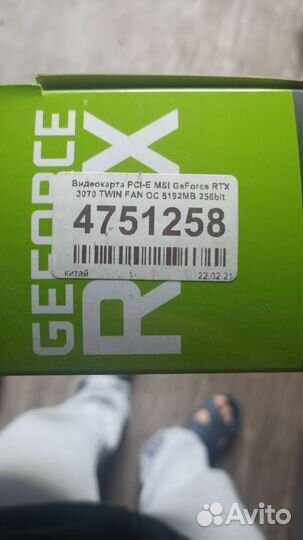 GEFORCE
RTX
Видеокарта PCI-E MSI GeForce RTX
3070 TWIN FAN OC 8192MB 256bit
4751258
китай
22.02.21
Avito